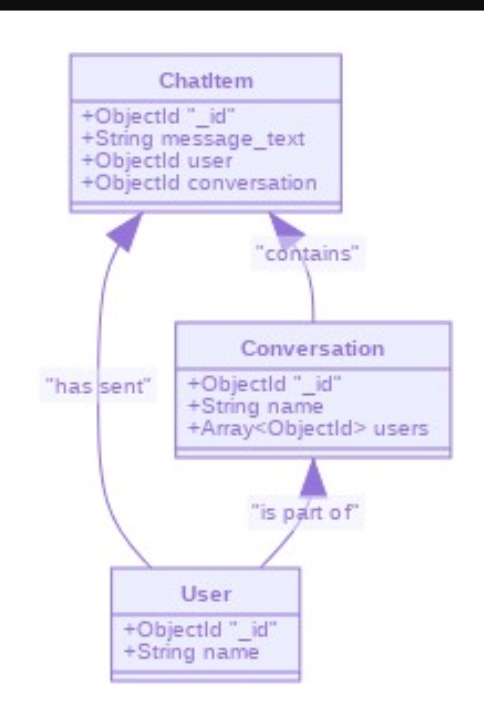 ChatItem
+ObjectId "_id"
+String message_text
+ObjectId user
+ObjectId conversation
"contains"
Conversation
+ObjectId "_id"
+String name
+Array<ObjectId> users
"has sent"
"is part of"
User
+ObjectId "_id"
+String name